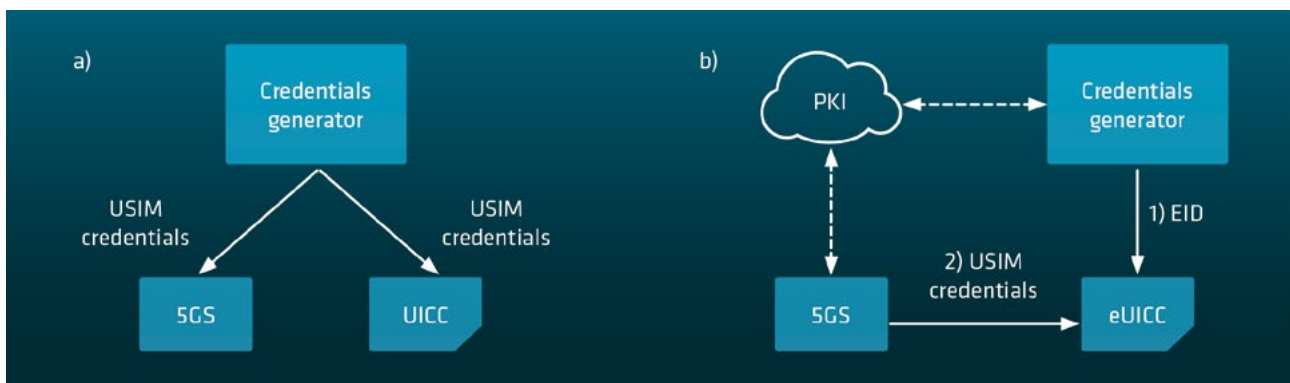 a)
Credentials
generator
USIM
credentials
USIM
credentials
5GS
UICC
b)
PKI
Credentials
generator
1) EID
2) USIM
credentials
5GS
eUICC